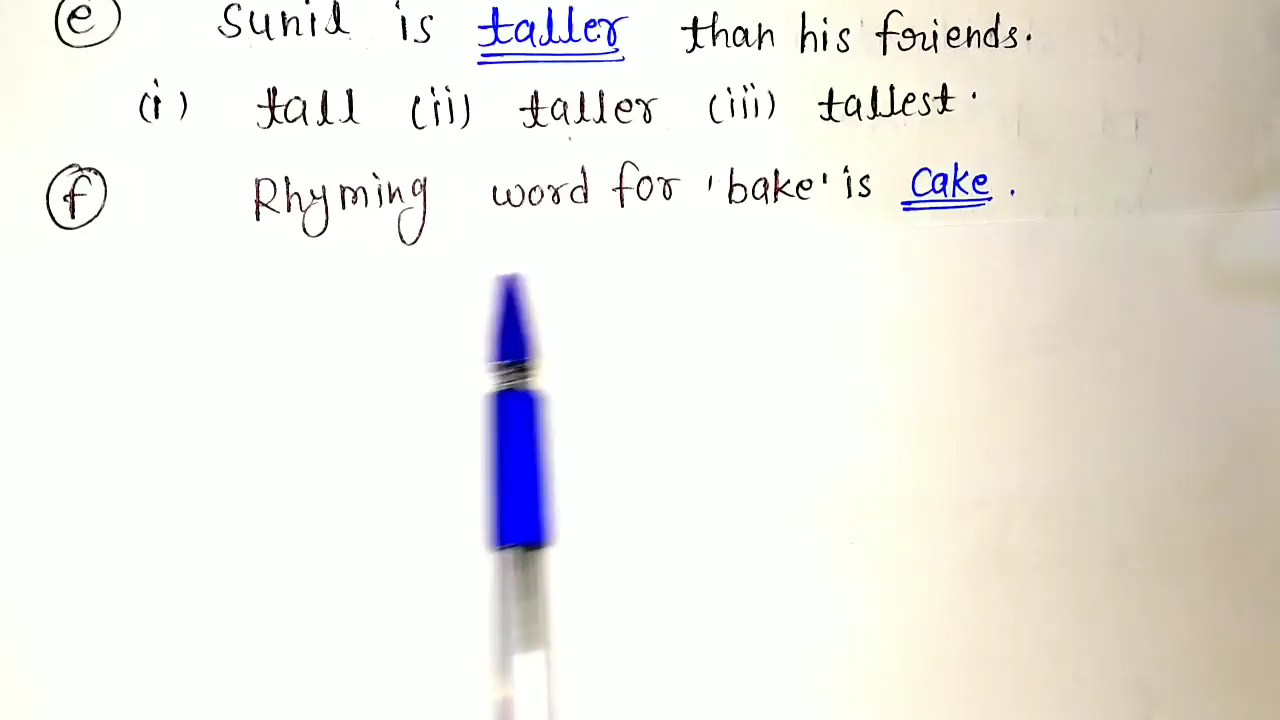 (e) Sunil is taller than his friends.
(i) tall (ii) taller (iii) tallest.
(f) Rhyming word for 'bake' is cake.